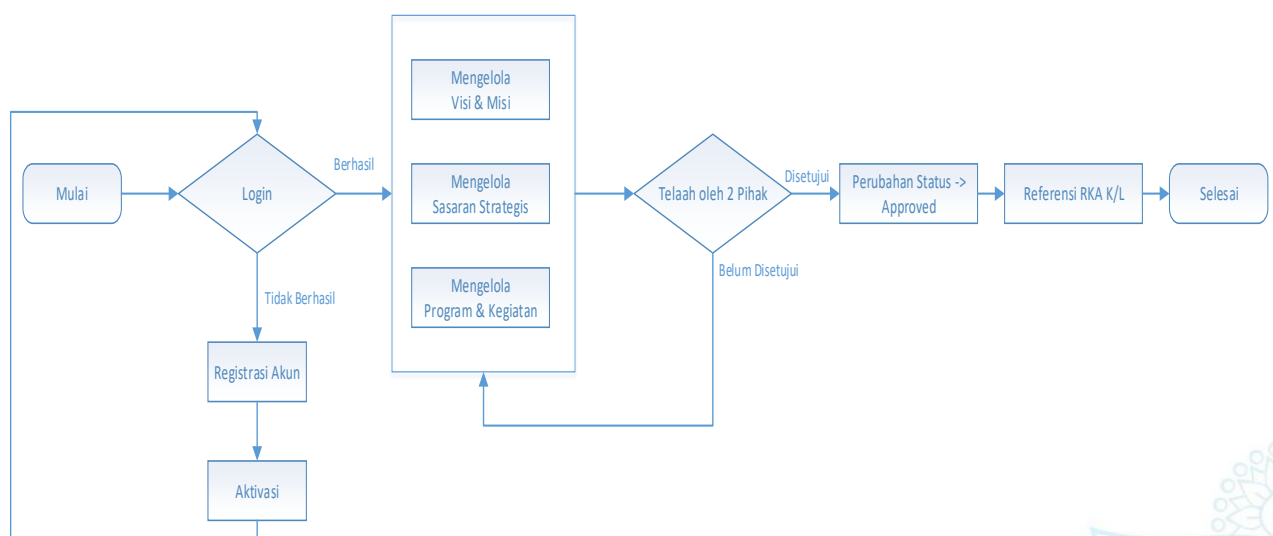 Mengelola
Visi & Misi
Berhasil
Disetujui
Mulai
Login
Mengelola
Sasaran Strategis
Telaah oleh 2 Pihak
Perubahan Status ->
Approved
Referensi RKA K/L
Selesai
Belum Disetujui
Tidak Berhasil
Mengelola
Program & Kegiatan
Registrasi Akun
Aktivasi